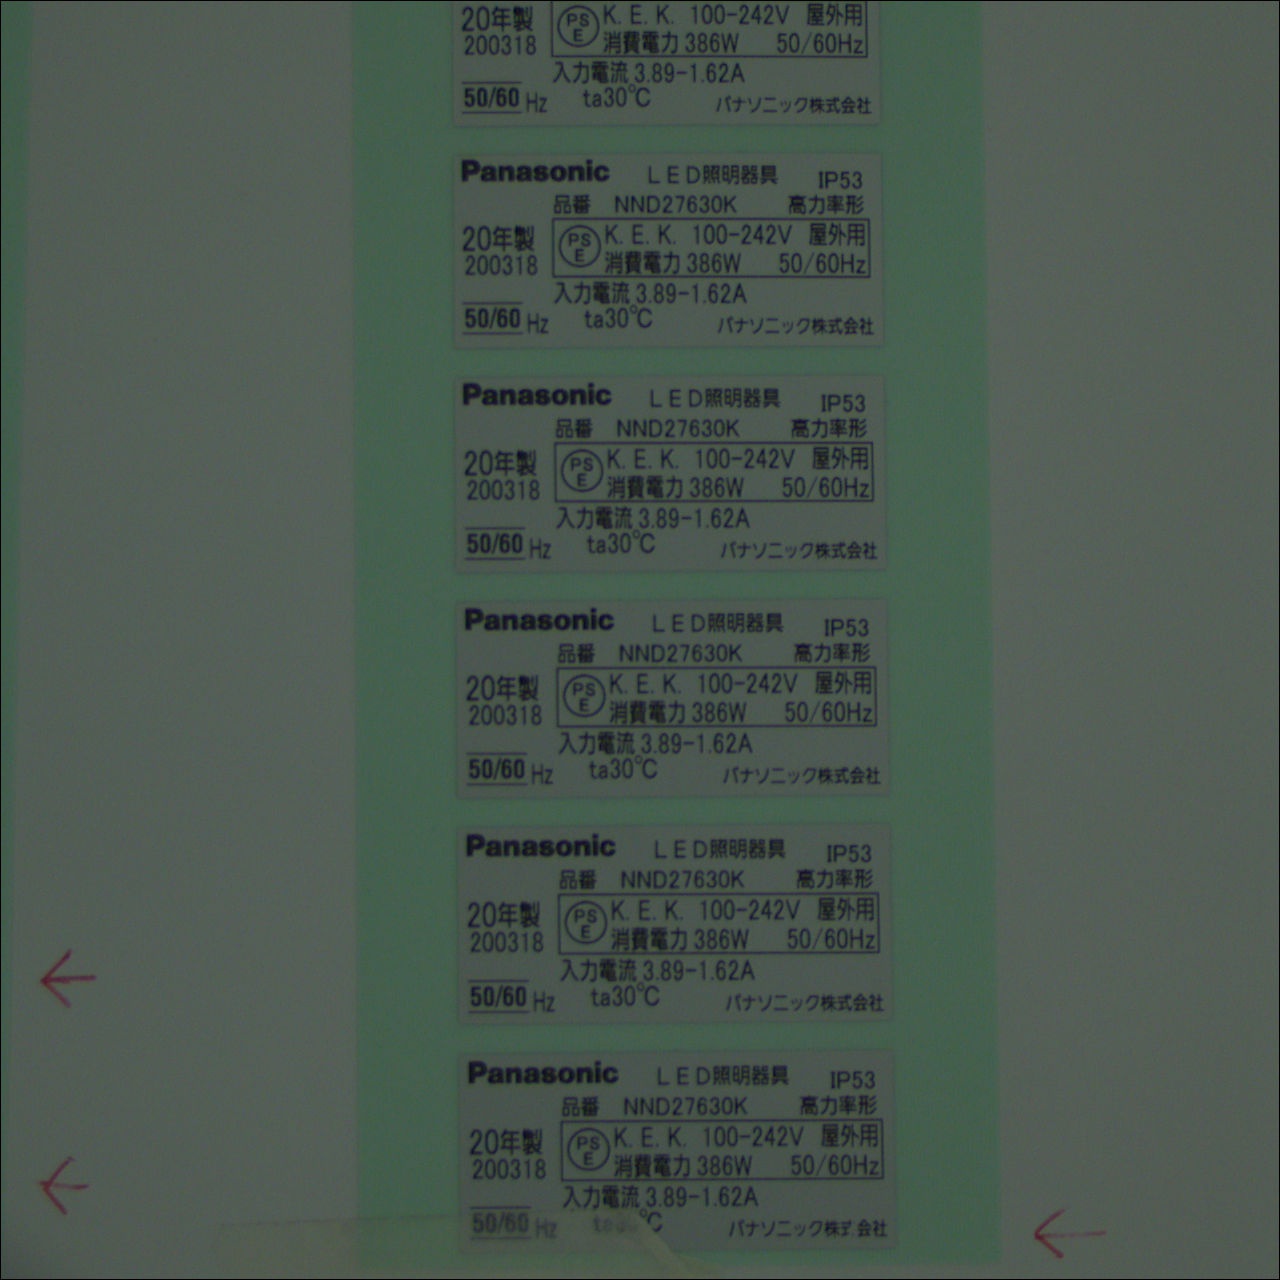 20年製 PS E K. E. K. 100-242V 屋外用
200318 消費電力 386W 50/60Hz
入力電流 3.89-1.62A
50/60 Hz ta30℃ パナソニック株式会社
Panasonic LED照明器具 IP53
品番 NND27630K 高力率形
20年製 PS E K. E. K. 100-242V 屋外用
200318 消費電力 386W 50/60Hz
入力電流 3.89-1.62A
50/60 Hz ta30℃ パナソニック株式会社
Panasonic LED照明器具 IP53
品番 NND27630K 高力率形
20年製 PS E K. E. K. 100-242V 屋外用
200318 消費電力 386W 50/60Hz
入力電流 3.89-1.62A
50/60 Hz ta30℃ パナソニック株式会社
Panasonic LED照明器具 IP53
品番 NND27630K 高力率形
20年製 PS E K. E. K. 100-242V 屋外用
200318 消費電力 386W 50/60Hz
入力電流 3.89-1.62A
50/60 Hz ta30℃ パナソニック株式会社
Panasonic LED照明器具 IP53
品番 NND27630K 高力率形
20年製 PS E K. E. K. 100-242V 屋外用
200318 消費電力 386W 50/60Hz
入力電流 3.89-1.62A
50/60 Hz ta30℃ パナソニック株式会社
Panasonic LED照明器具 IP53
品番 NND27630K 高力率形
20年製 PS E K. E. K. 100-242V 屋外用
200318 消費電力 386W 50/60Hz
入力電流 3.89-1.62A
50/60 Hz ta30℃ パナソニック株式会社